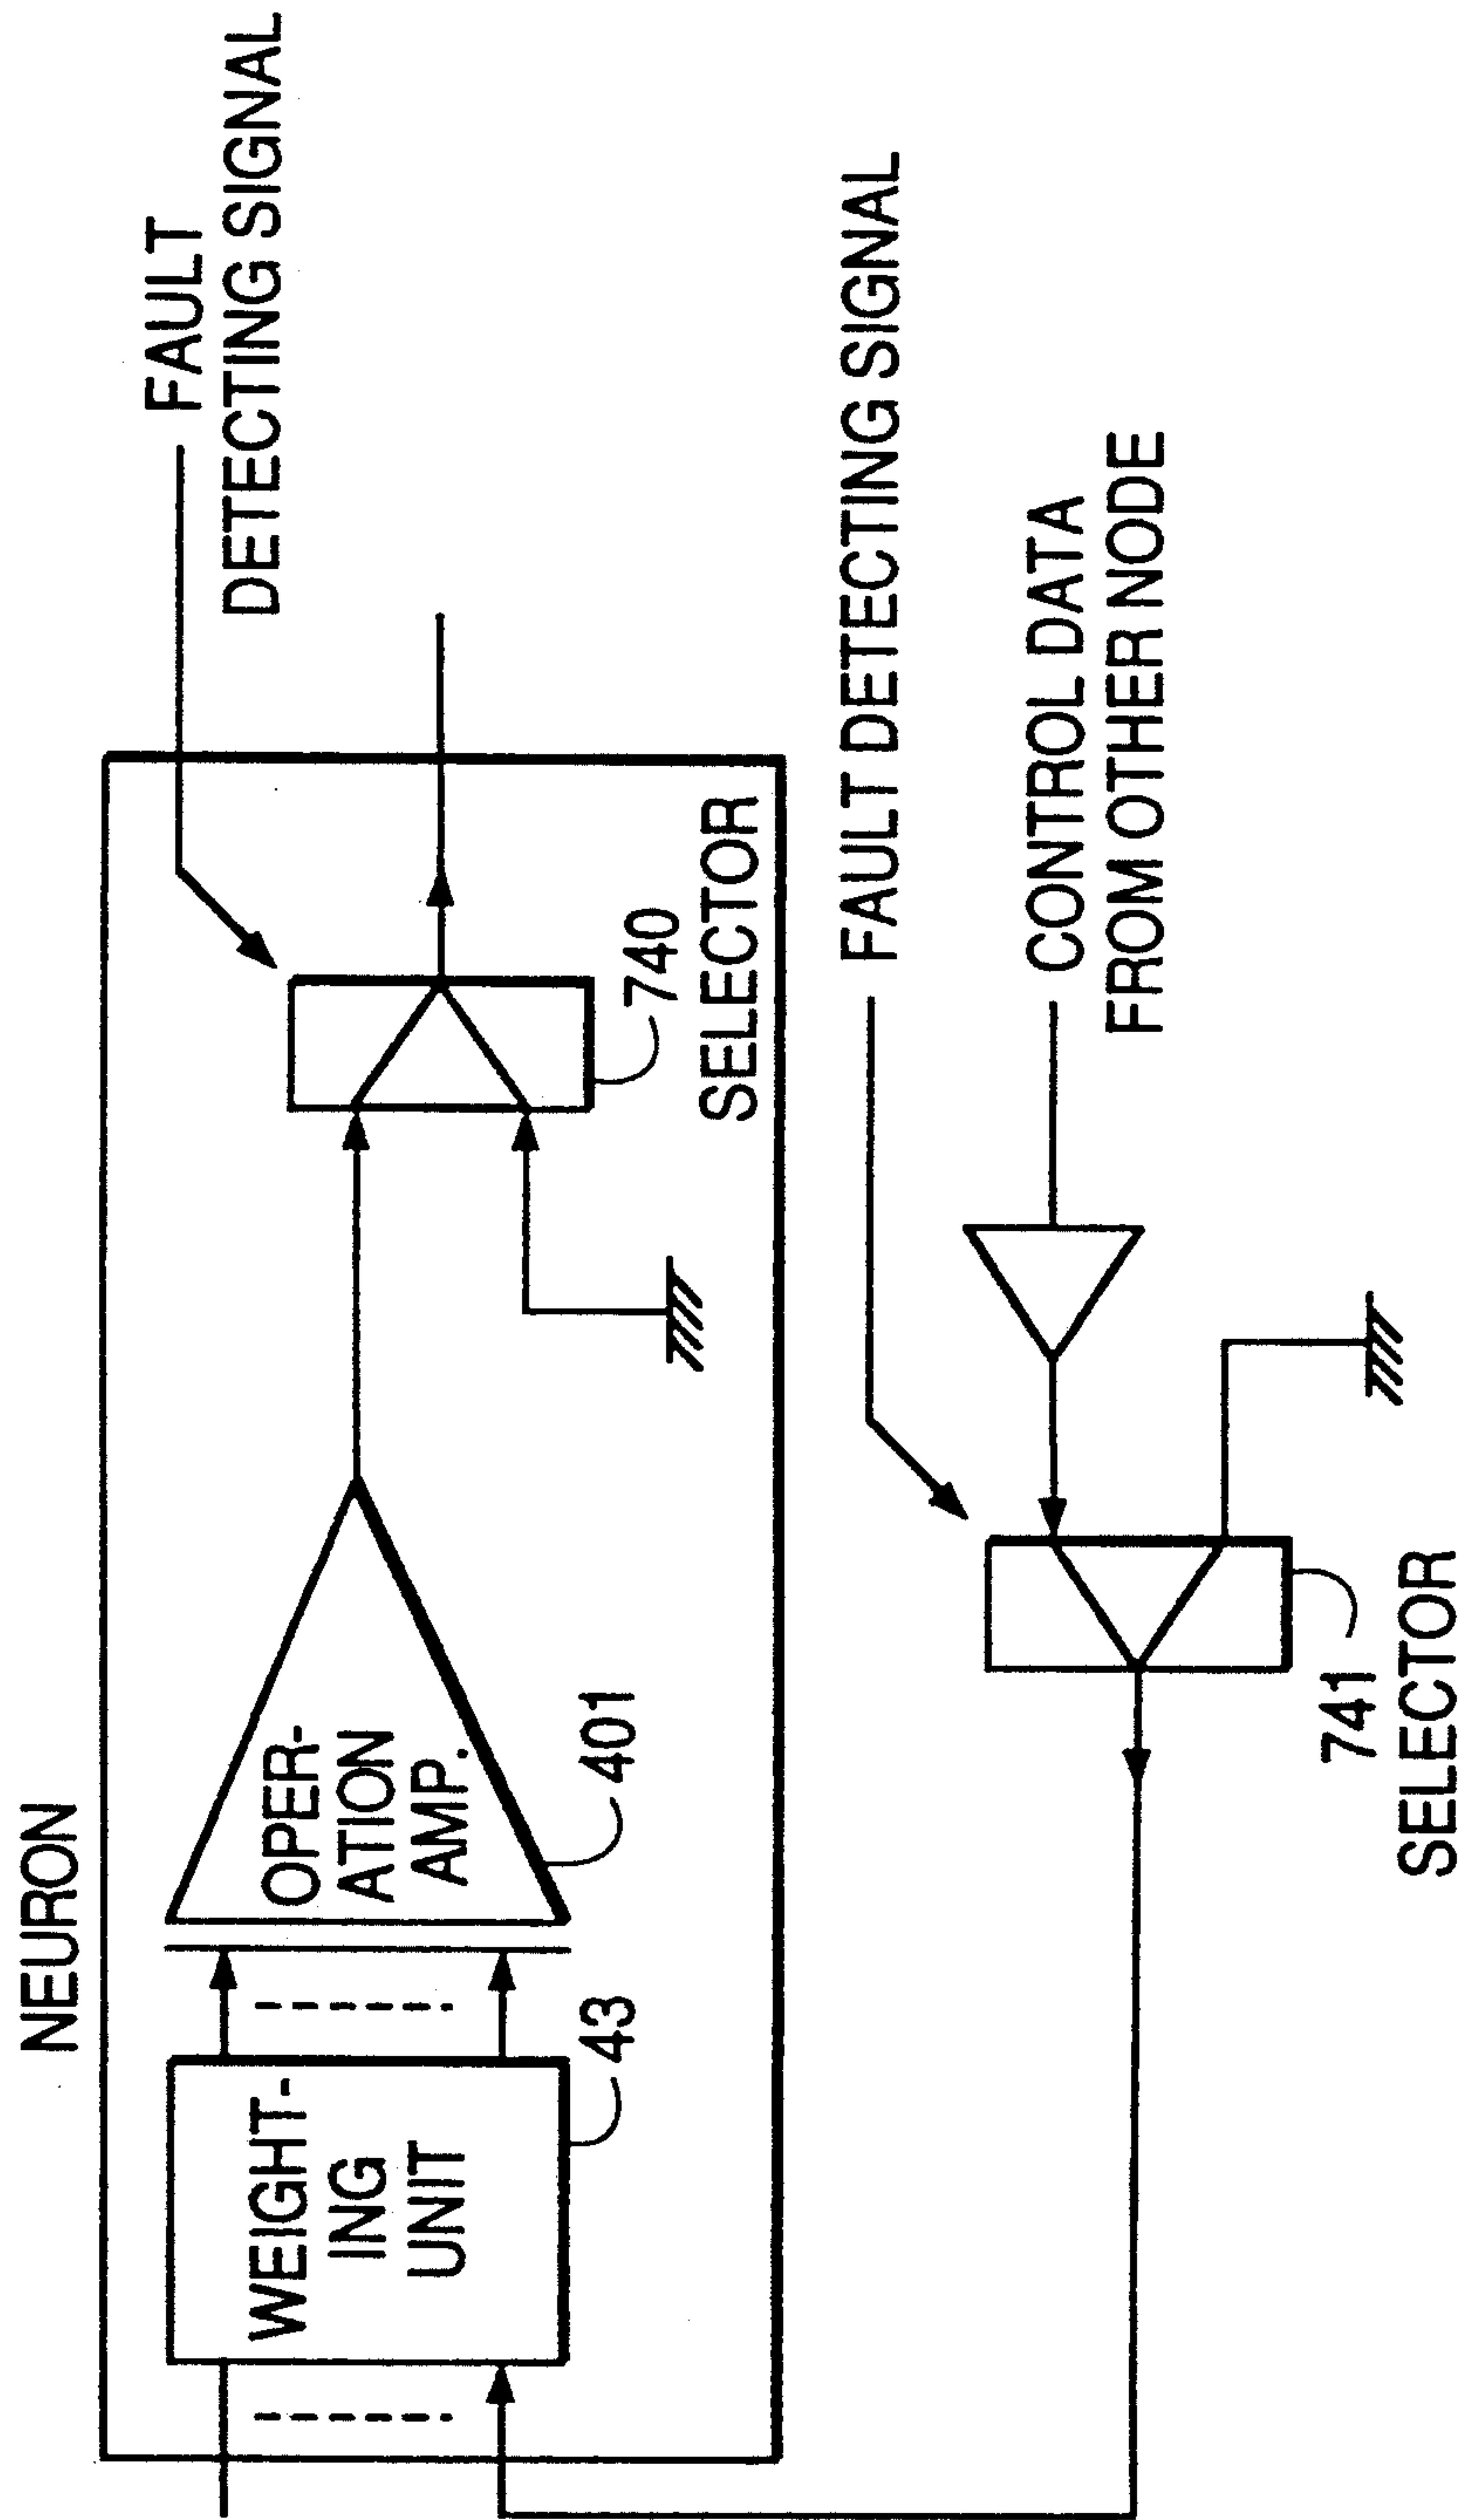 NEURON
WEIGHT-
ING
UNIT
43
OPER-
ATION
AMP.
401
740
SELECTOR
FAULT
DETECTING SIGNAL
FAULT DETECTING SIGNAL
CONTROL DATA
FROM OTHER NODE
741
SELECTOR